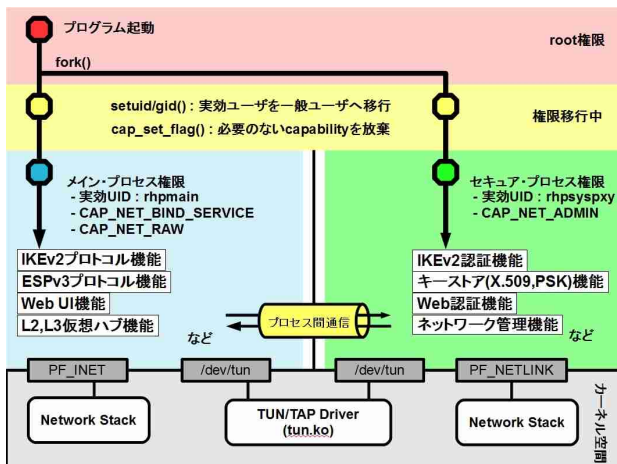 プログラム起動
root権限
fork()
setuid/gid() : 実効ユーザを一般ユーザへ移行
cap_set_flag() : 必要のないcapabilityを放棄
権限移行中
メイン・プロセス権限
- 実効UID : rhpmain
- CAP_NET_BIND_SERVICE
- CAP_NET_RAW
セキュア・プロセス権限
- 実効UID : rhpsyspxy
- CAP_NET_ADMIN
IKEv2プロトコル機能
ESPv3プロトコル機能
Web UI機能
L2,L3仮想ハブ機能
など
プロセス間通信
IKEv2認証機能
キーストア(X.509,PSK)機能
Web認証機能
ネットワーク管理機能
など
PF_INET
/dev/tun
/dev/tun
PF_NETLINK
Network Stack
TUN/TAP Driver
(tun.ko)
Network Stack
カーネル空間